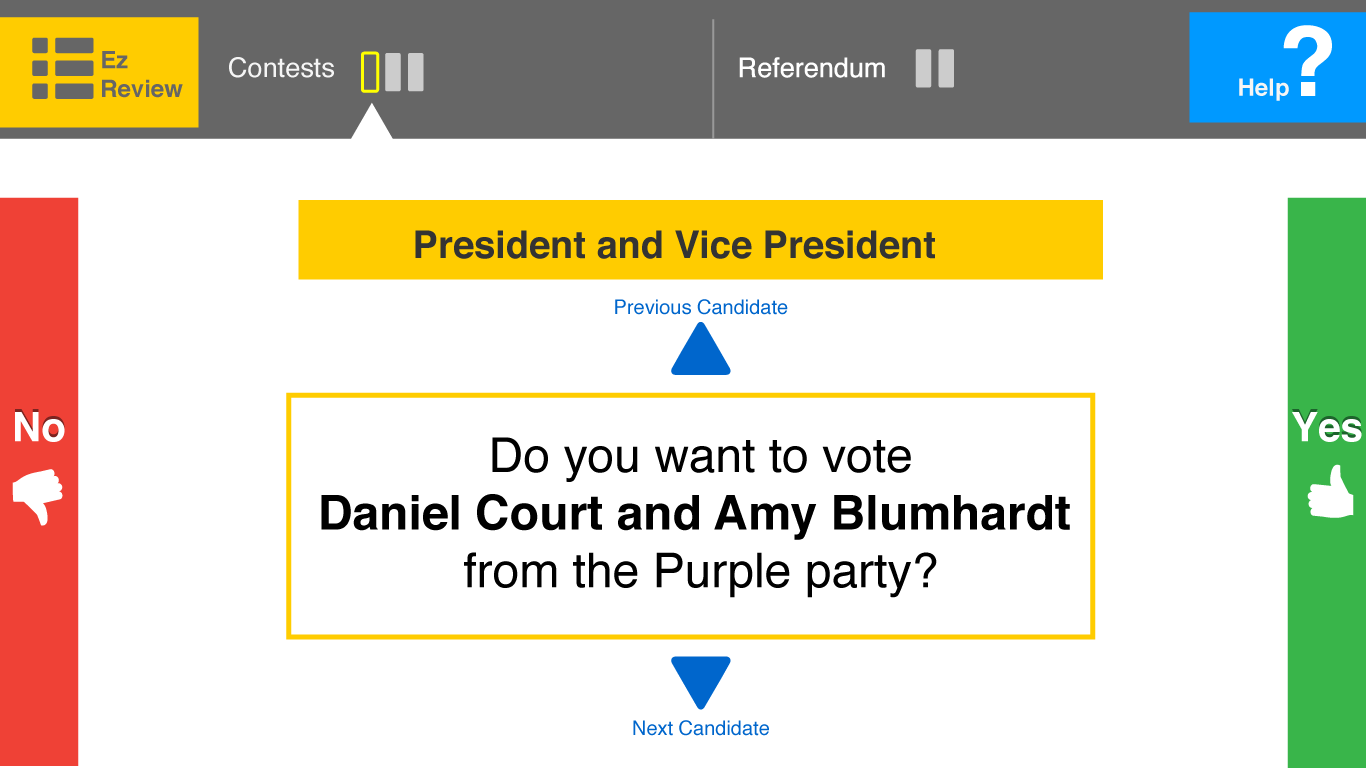 Ez
Review
Contests
Referendum
Help ?
President and Vice President
Previous Candidate
No
Yes
Do you want to vote
Daniel Court and Amy Blumhardt
from the Purple party?
Next Candidate